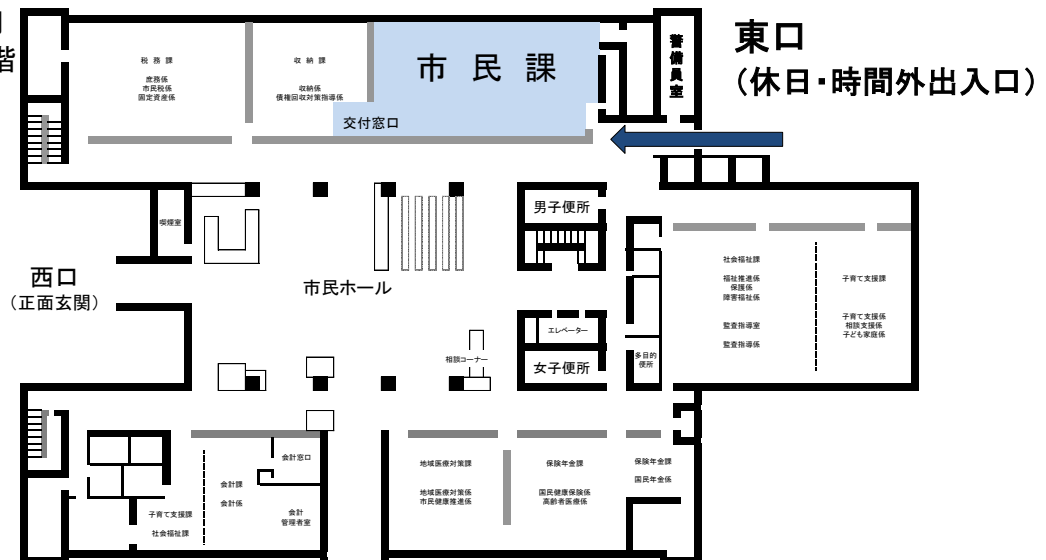 階
税務課
庶務係
市民税係
固定資産係
収納課
収納係
債権回収対策指導係
市民課
交付窓口
警備員室
東口
(休日・時間外出入口)
喫煙室
男子便所
西口
(正面玄関)
市民ホール
エレベーター
相談コーナー
女子便所
多目的
便所
社会福祉課
福祉推進係
保護係
障害福祉係
監査指導室
監査指導係
子育て支援課
子育て支援係
相談支援係
子ども家庭係
会計窓口
会計課
会計係
会計
管理者室
子育て支援課
社会福祉課
地域医療対策課
地域医療対策係
市民健康推進係
保険年金課
国民健康保険係
高齢者医療係
保険年金課
国民年金係